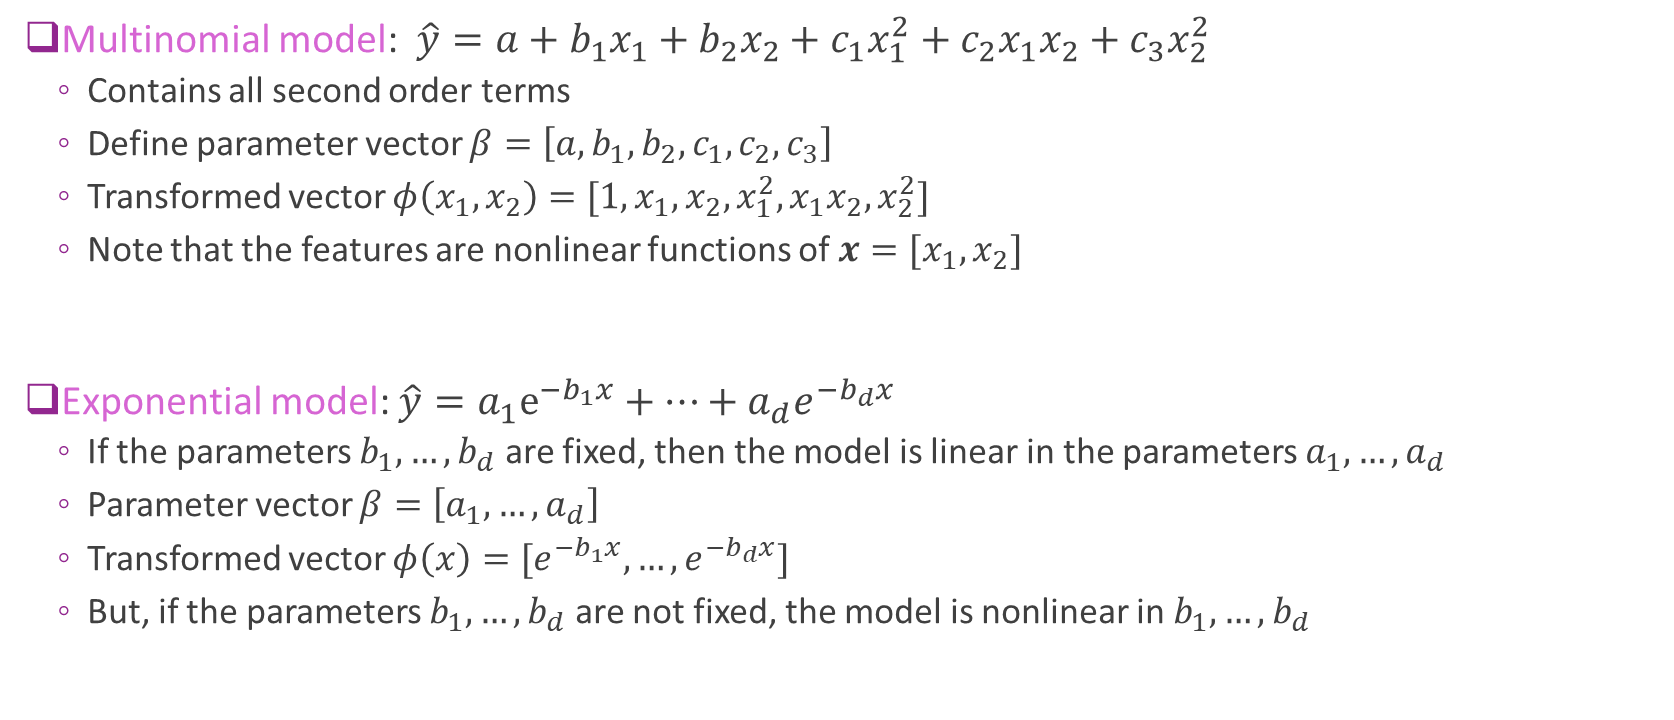 ❑Multinomial model: ŷ = a + b₁x₁ + b₂x₂ + c₁x₁² + c₂x₁x₂ + c₃x₂²
◦ Contains all second order terms
◦ Define parameter vector β = [a, b₁, b₂, c₁, c₂, c₃]
◦ Transformed vector ϕ(x₁, x₂) = [1, x₁, x₂, x₁², x₁x₂, x₂²]
◦ Note that the features are nonlinear functions of 𝒙 = [x₁, x₂]
❑Exponential model: ŷ = a₁e^{−b₁x} + ⋯ + a_d e^{−b_d x}
◦ If the parameters b₁, …, b_d are fixed, then the model is linear in the parameters a₁, …, a_d
◦ Parameter vector β = [a₁, …, a_d]
◦ Transformed vector ϕ(x) = [e^{−b₁x}, …, e^{−b_d x}]
◦ But, if the parameters b₁, …, b_d are not fixed, the model is nonlinear in b₁, …, b_d